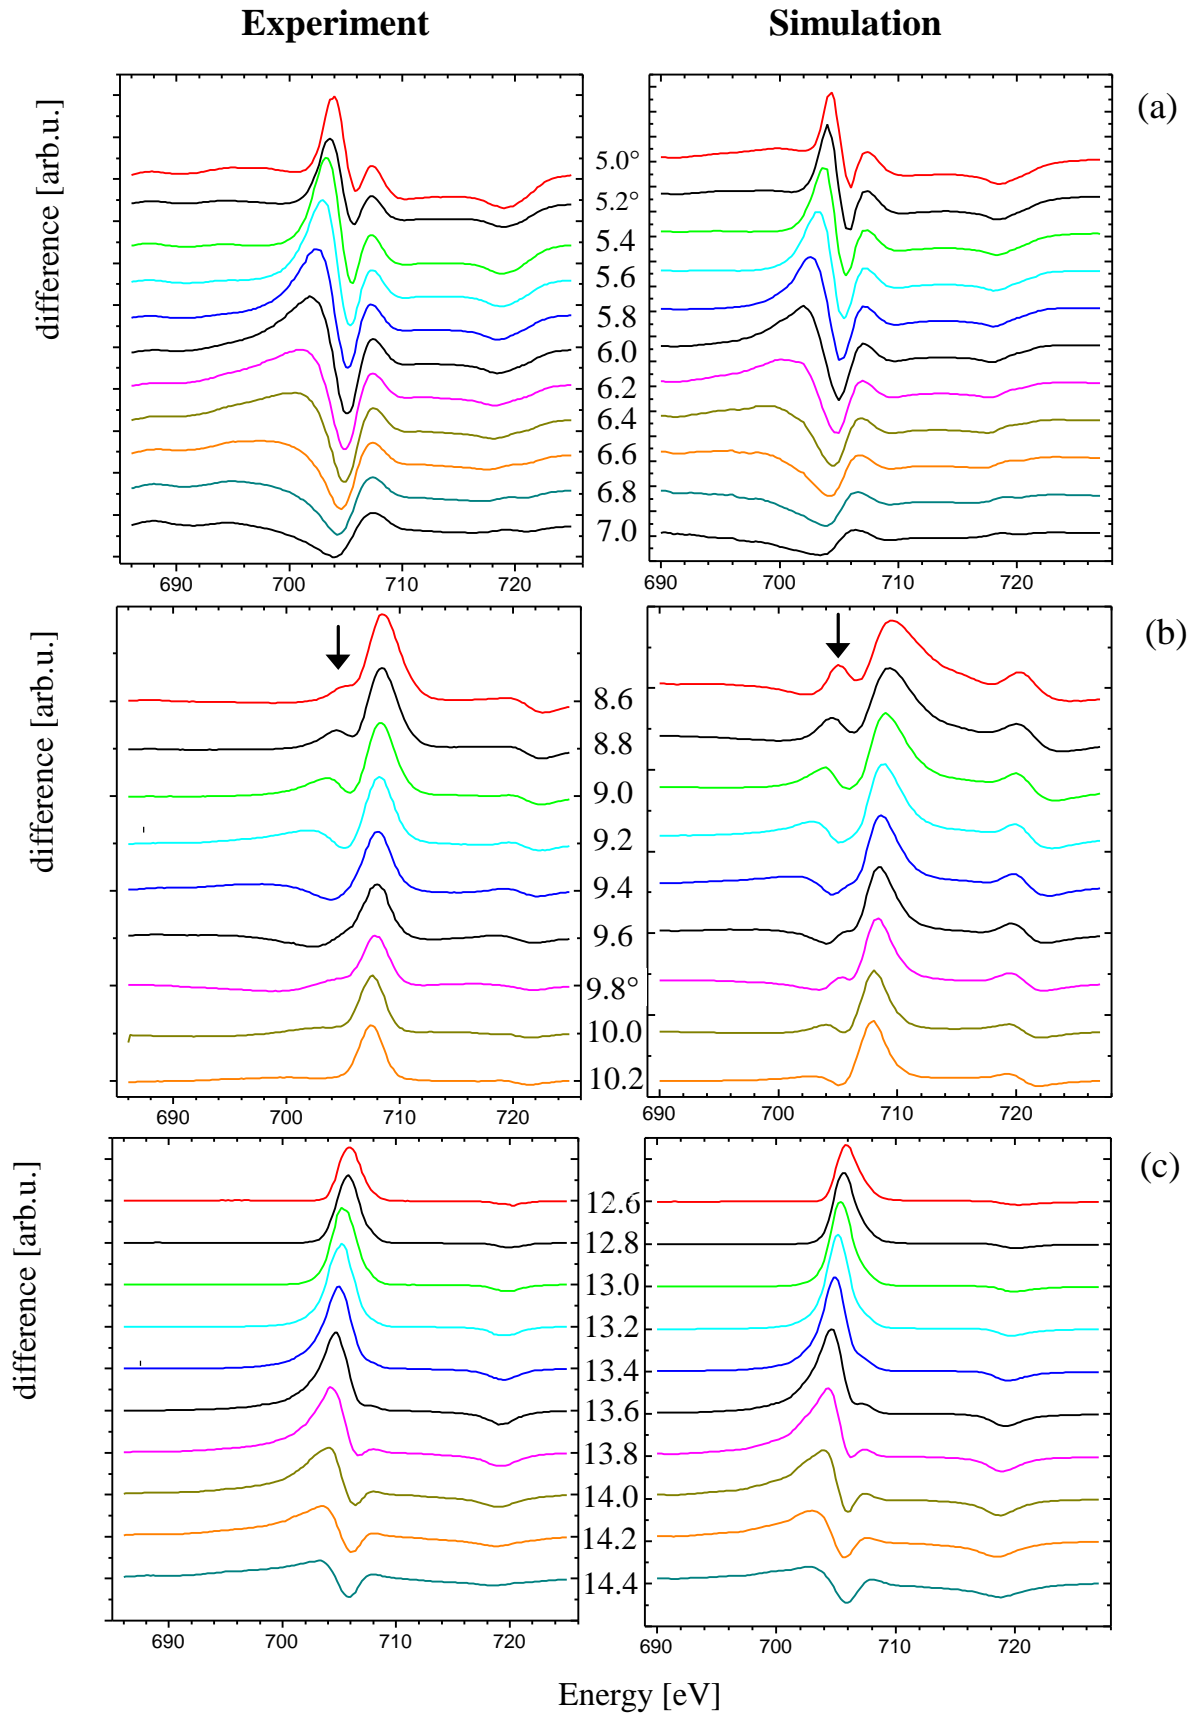 Experiment Simulation
(a)
difference [arb.u.]
5.0°
5.2°
5.4
5.6
5.8
6.0
6.2
6.4
6.6
6.8
7.0
690 700 710 720 690 700 710 720
(b)
difference [arb.u.]
8.6
8.8
9.0
9.2
9.4
9.6
9.8°
10.0
10.2
690 700 710 720 690 700 710 720
(c)
difference [arb.u.]
12.6
12.8
13.0
13.2
13.4
13.6
13.8
14.0
14.2
14.4
690 700 710 720 690 700 710 720
Energy [eV]